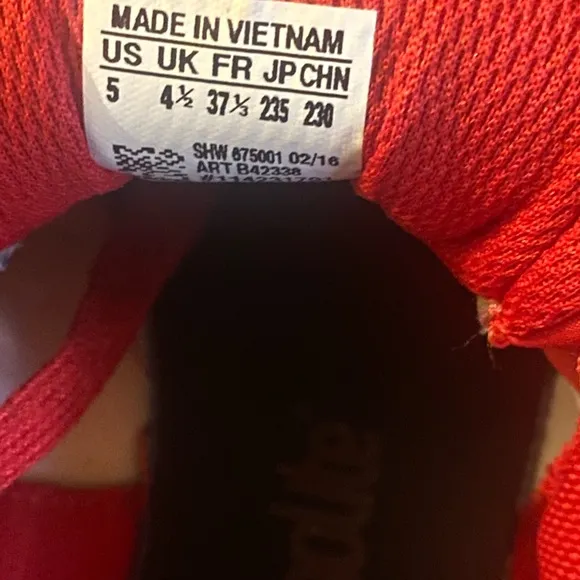 MADE IN VIETNAM
US UK FR JP CHN
5 4½ 37⅓ 235 230
SHW 675001 02/16
ART B42338